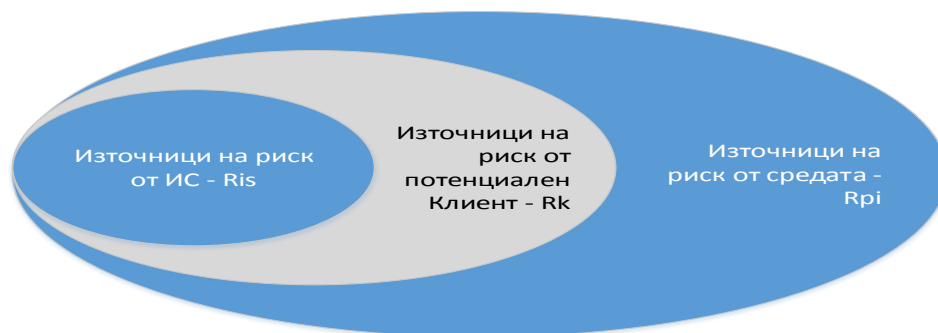 Източници на риск
от ИС - Ris
Източници на
риск от
потенциален
Клиент - Rk
Източници на
риск от средата -
Rpi